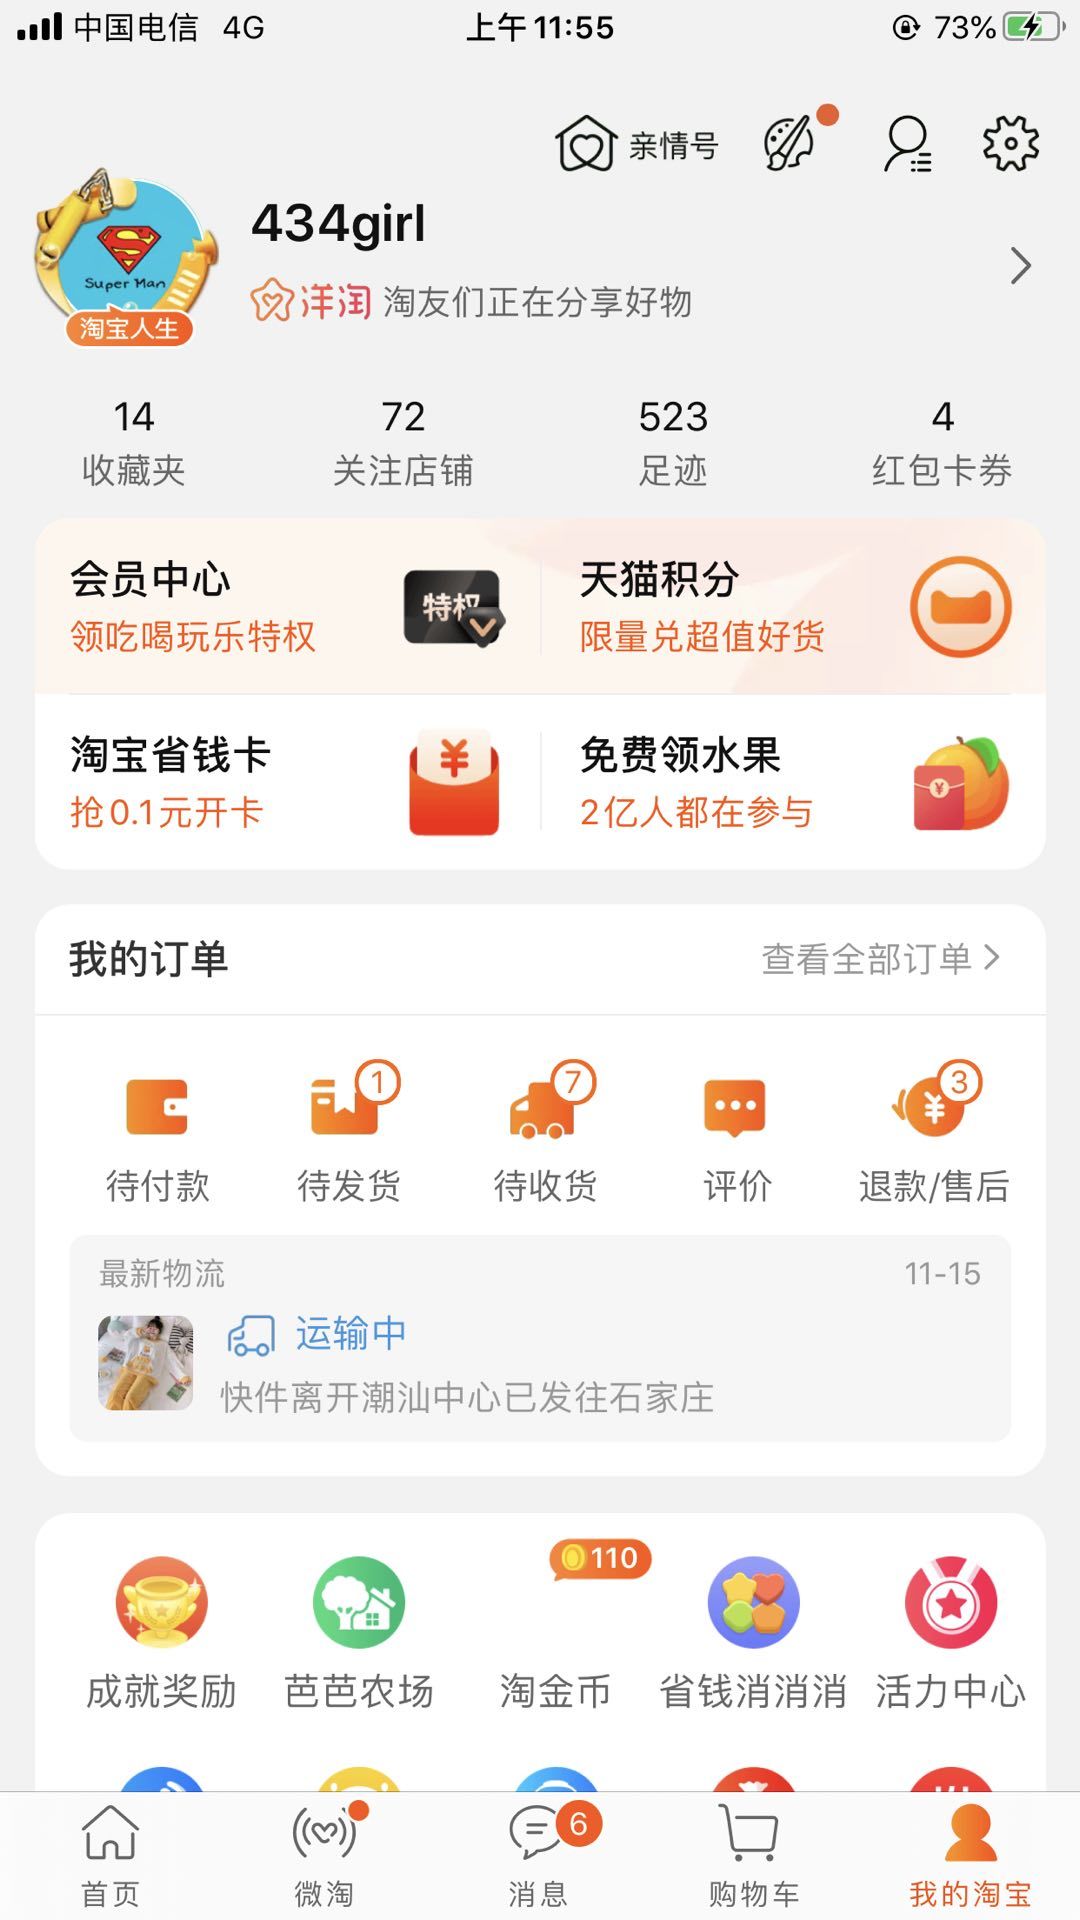 中国电信 4G 上午11:55 73%
亲情号
434girl
Super Man
淘宝人生
洋淘 淘友们正在分享好物
14 72 523 4
收藏夹 关注店铺 足迹 红包卡券
会员中心 特权 天猫积分
领吃喝玩乐特权 限量兑超值好货
淘宝省钱卡 免费领水果
抢0.1元开卡 2亿人都在参与
我的订单 查看全部订单
1 7 3
待付款 待发货 待收货 评价 退款/售后
最新物流 11-15
运输中
快件离开潮汕中心已发往石家庄
110
成就奖励 芭芭农场 淘金币 省钱消消消 活力中心
6
首页 微淘 消息 购物车 我的淘宝